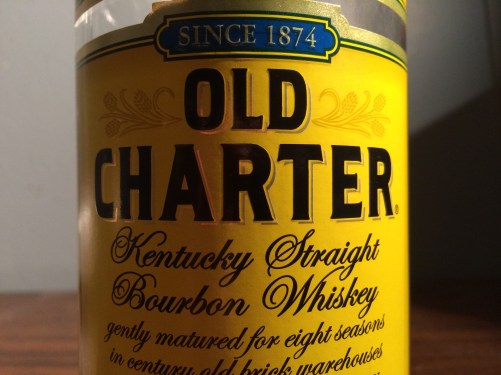 SINCE 1874
OLD
CHARTER®
Kentucky Straight
Bourbon Whiskey
gently matured for eight seasons
in century old brick warehouses